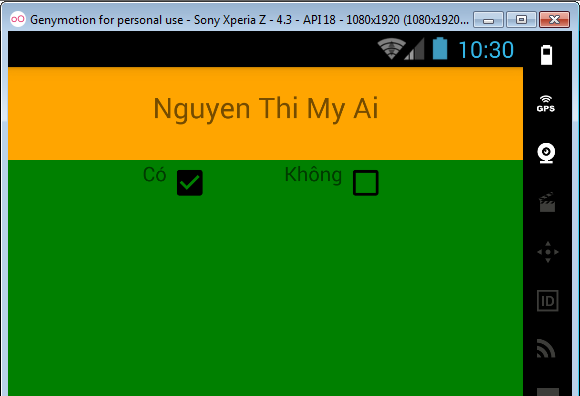 Genymotion for personal use - Sony Xperia Z - 4.3 - API 18 - 1080x1920 (1080x1920...
10:30
GPS
Nguyen Thi My Ai
Có Không
ID